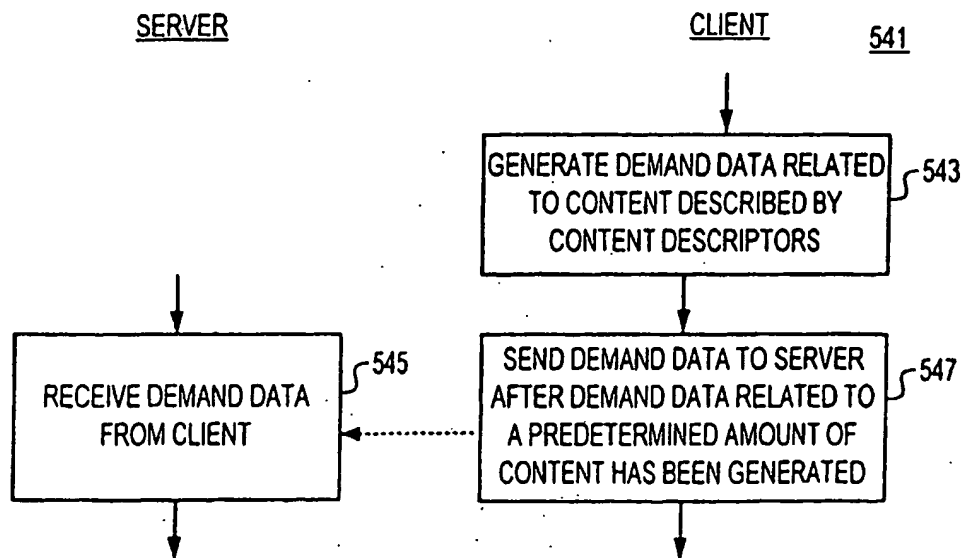 SERVER
CLIENT
541
GENERATE DEMAND DATA RELATED
TO CONTENT DESCRIBED BY
CONTENT DESCRIPTORS
543
RECEIVE DEMAND DATA
FROM CLIENT
545
SEND DEMAND DATA TO SERVER
AFTER DEMAND DATA RELATED TO
A PREDETERMINED AMOUNT OF
CONTENT HAS BEEN GENERATED
547